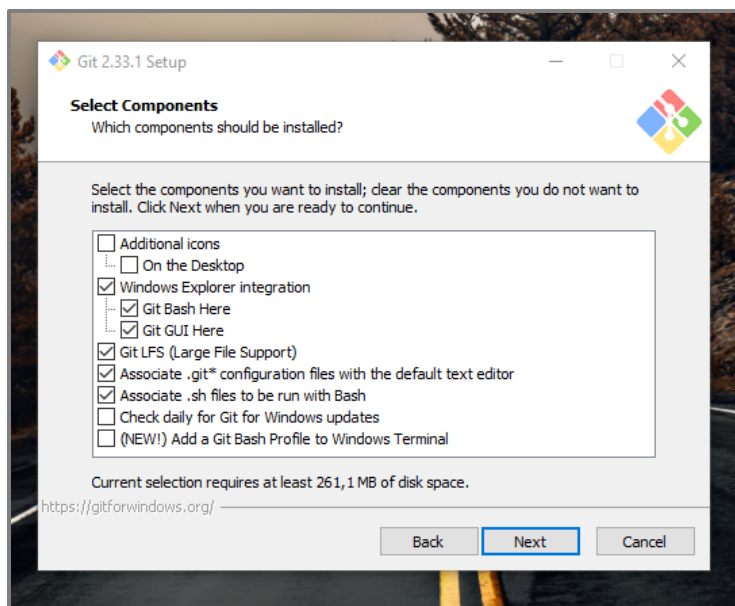 Git 2.33.1 Setup
Select Components
Which components should be installed?
Select the components you want to install; clear the components you do not want to
install. Click Next when you are ready to continue.
Additional icons
On the Desktop
Windows Explorer integration
Git Bash Here
Git GUI Here
Git LFS (Large File Support)
Associate .git* configuration files with the default text editor
Associate .sh files to be run with Bash
Check daily for Git for Windows updates
(NEW!) Add a Git Bash Profile to Windows Terminal
Current selection requires at least 261,1 MB of disk space.
https://gitforwindows.org/
Back
Next
Cancel